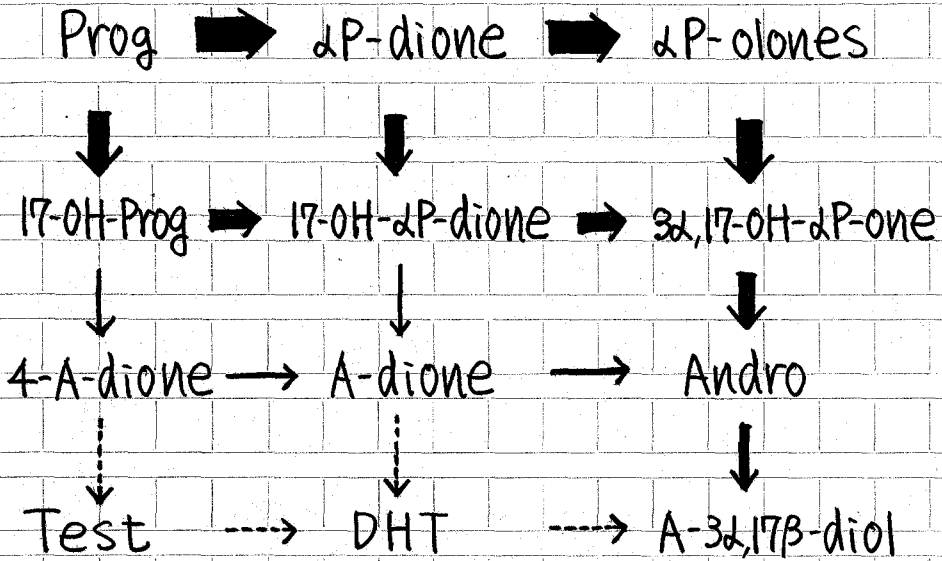 Prog αP-dione αP-olones
17-OH-Prog 17-OH-αP-dione 3α,17-OH-αP-one
4-A-dione A-dione Andro
Test DHT A-3α,17β-diol